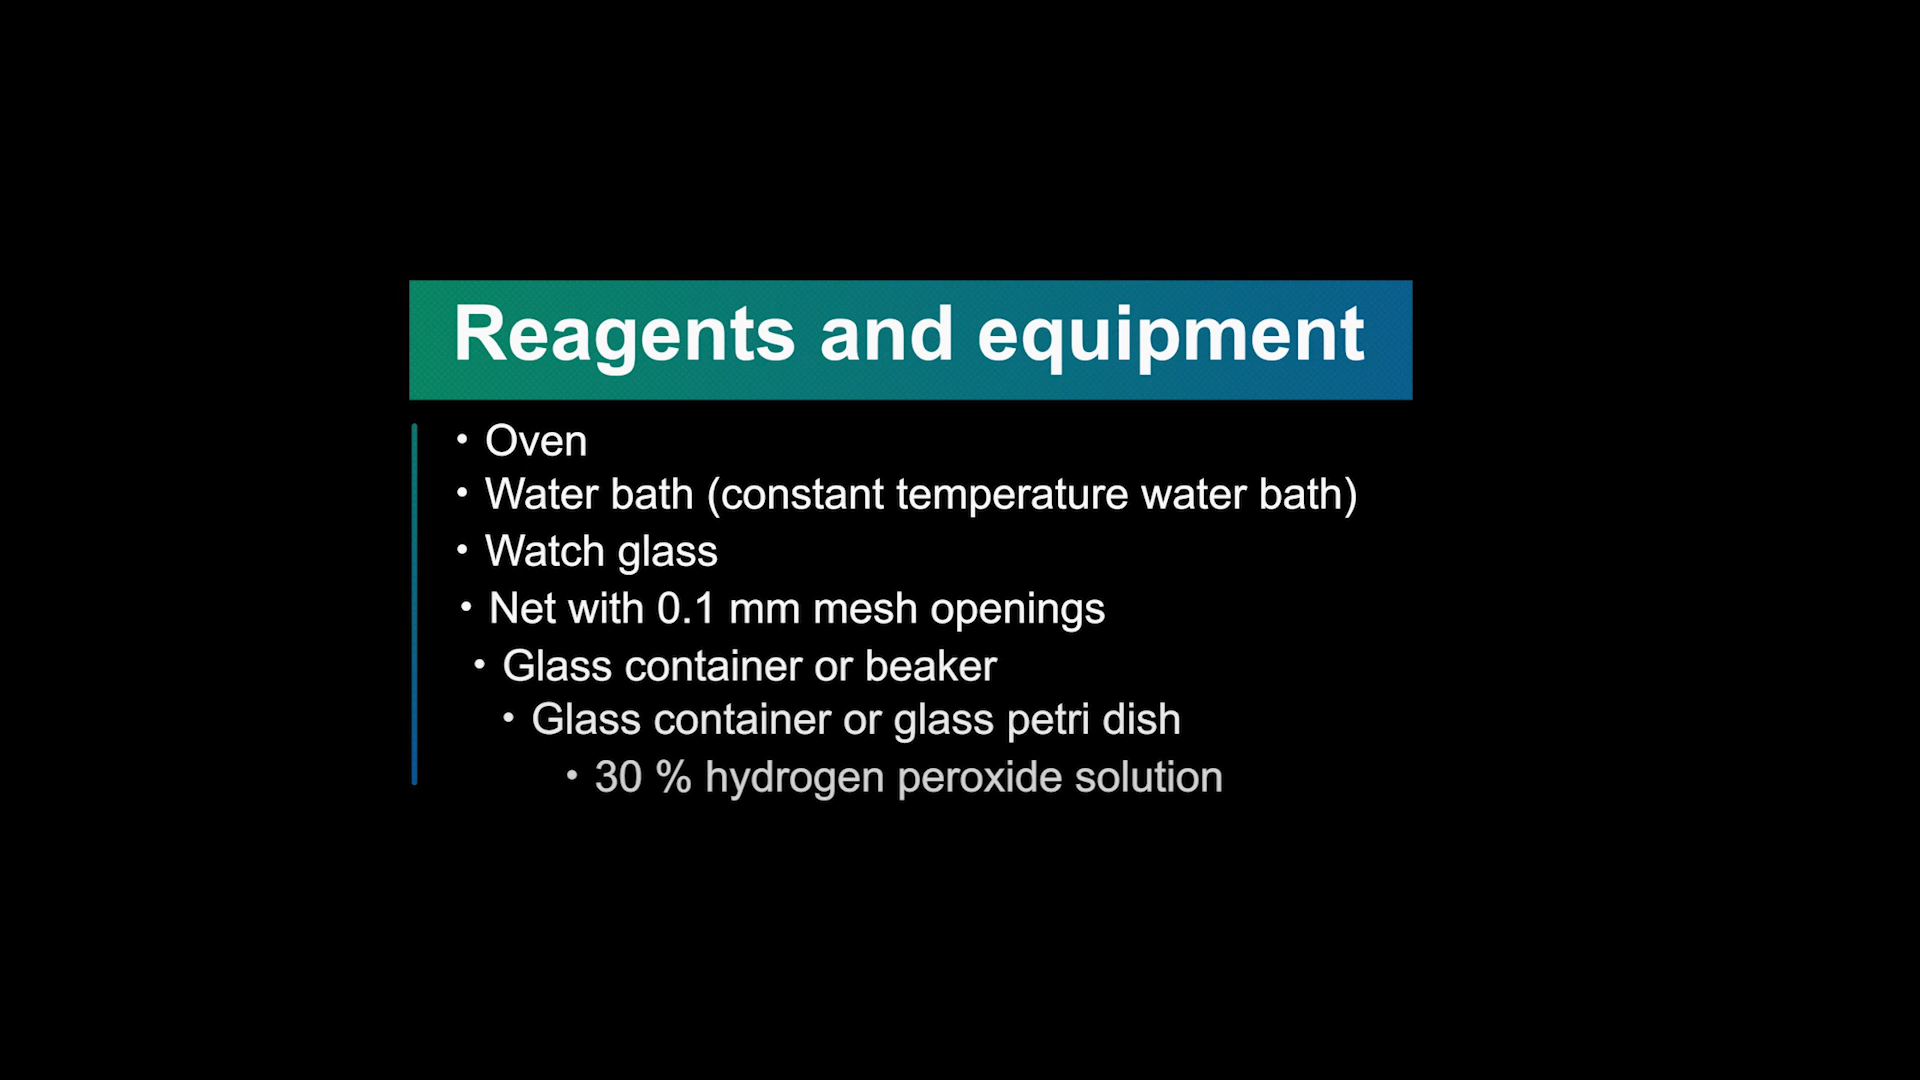 Reagents and equipment
• Oven
• Water bath (constant temperature water bath)
• Watch glass
• Net with 0.1 mm mesh openings
• Glass container or beaker
• Glass container or glass petri dish
• 30 % hydrogen peroxide solution